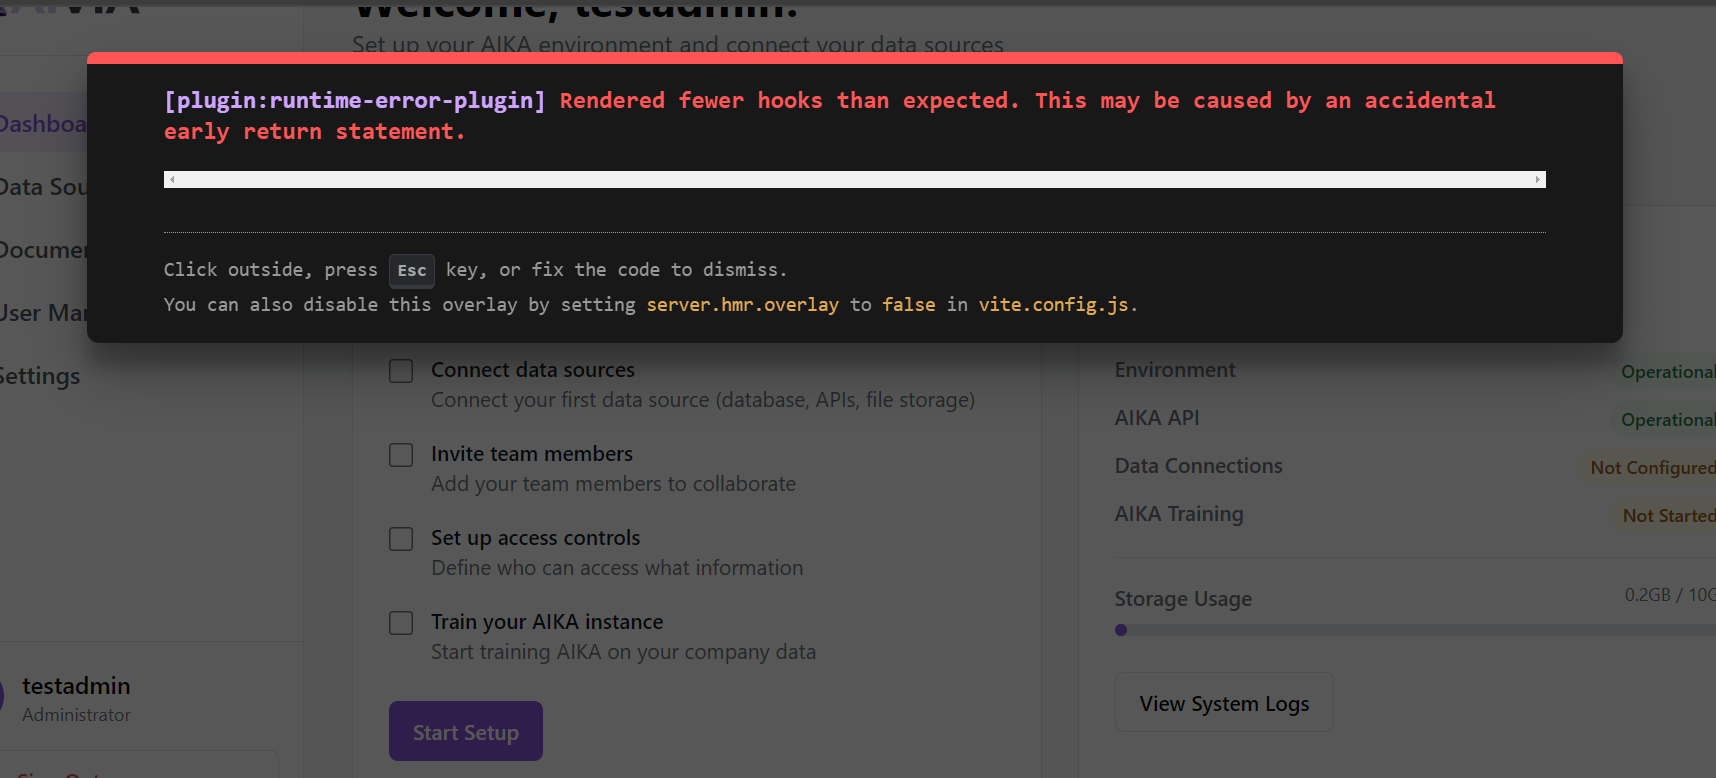 Welcome, testadmin!
Set up your AIKA environment and connect your data sources
[plugin:runtime-error-plugin] Rendered fewer hooks than expected. This may be caused by an accidental
early return statement.
Click outside, press Esc key, or fix the code to dismiss.
You can also disable this overlay by setting server.hmr.overlay to false in vite.config.js.
Dashboa
Data Sou
Documen
User Ma
Settings
Connect data sources
Connect your first data source (database, APIs, file storage)
Invite team members
Add your team members to collaborate
Set up access controls
Define who can access what information
Train your AIKA instance
Start training AIKA on your company data
Start Setup
Environment
Operational
AIKA API
Operational
Data Connections
Not Configured
AIKA Training
Not Started
Storage Usage
0.2GB / 10G
View System Logs
testadmin
Administrator